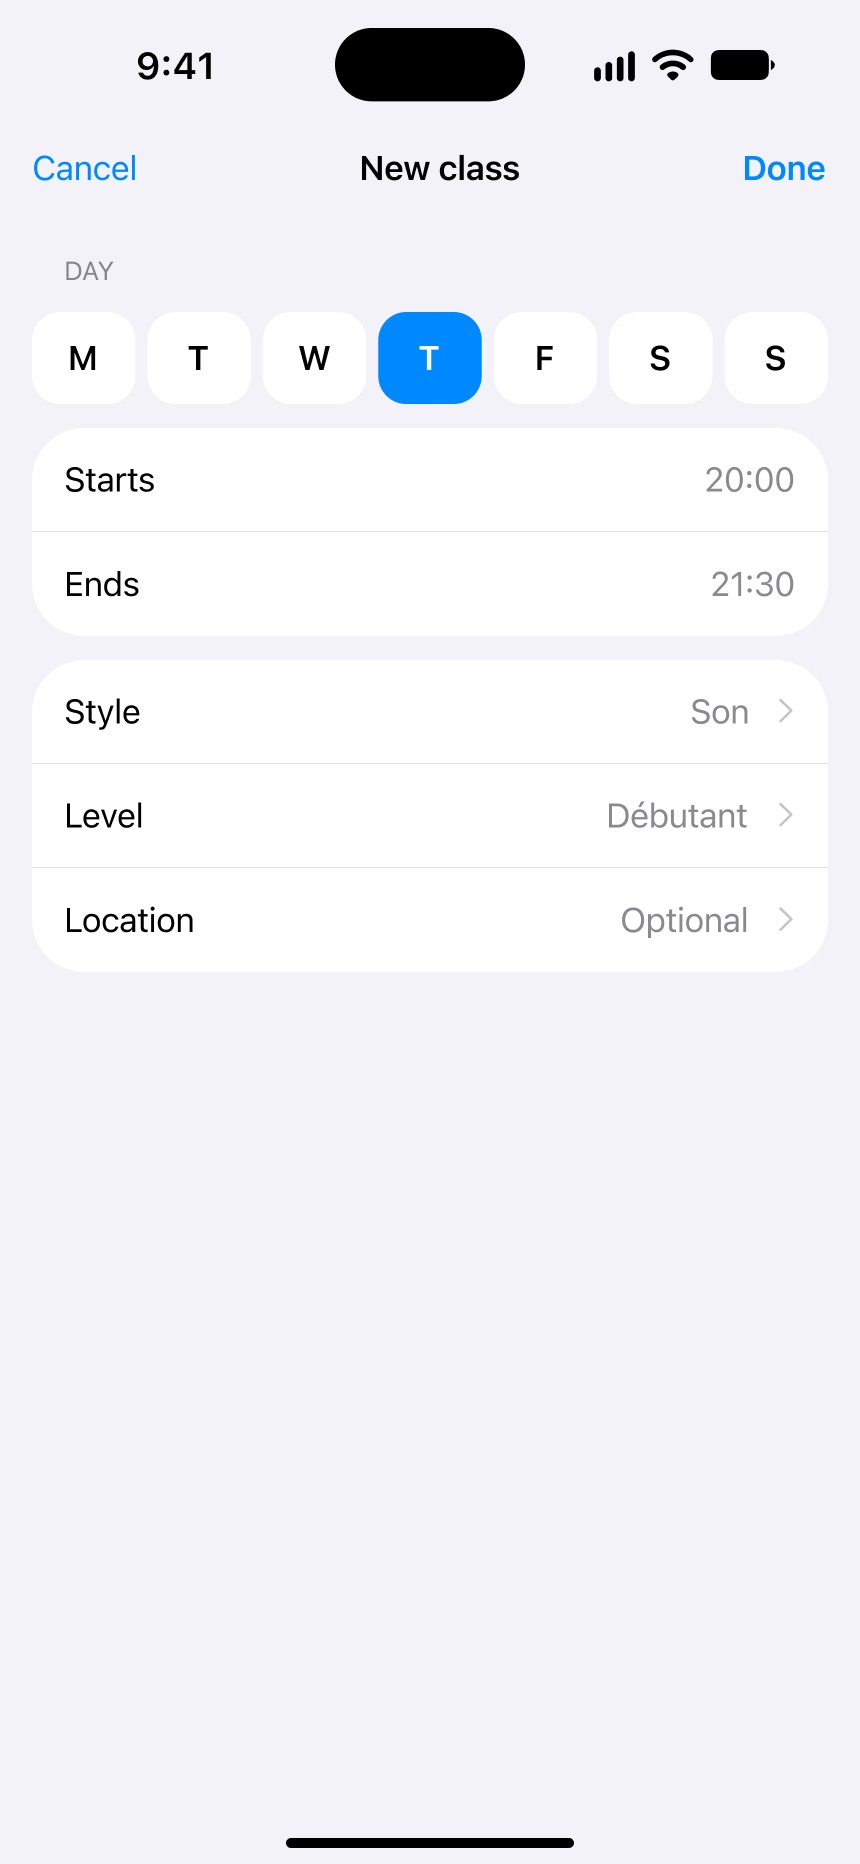 9:41
Cancel New class Done
DAY
M T W T F S S
Starts 20:00
Ends 21:30
Style Son
Level Débutant
Location Optional